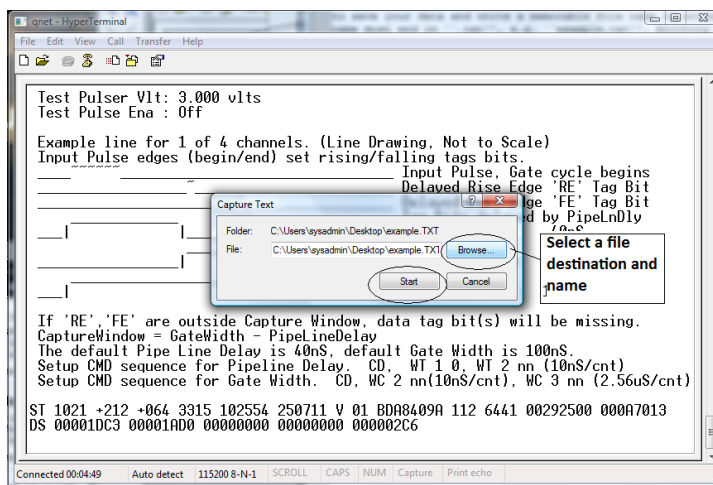 qnet - HyperTerminal
File Edit View Call Transfer Help
Test Pulser Vlt: 3.000 vlts
Test Pulse Ena : Off
Example line for 1 of 4 channels. (Line Drawing, Not to Scale)
Input Pulse edges (begin/end) set rising/falling tags bits.
Input Pulse, Gate cycle begins
Delayed Rise Edge 'RE' Tag Bit
ge 'FE' Tag Bit
d by PipeLnDly
Capture Text
Folder: C:\Users\sysadmin\Desktop\example.TXT
File: C:\Users\sysadmin\Desktop\example.TXT Browse...
Start Cancel
Select a file
destination and
name
If 'RE','FE' are outside Capture Window, data tag bit(s) will be missing.
CaptureWindow = GateWidth - PipeLineDelay
The default Pipe Line Delay is 40nS, default Gate Width is 100nS.
Setup CMD sequence for Pipeline Delay. CD, WT 1 0, WT 2 nn (10nS/cnt)
Setup CMD sequence for Gate Width. CD, WC 2 nn(10nS/cnt), WC 3 nn (2.56uS/cnt)
ST 1021 +212 +064 3315 102554 250711 V 01 BDA8409A 112 6441 00292500 000A7013
DS 00001DC3 00001AD0 00000000 00000000 000002C6
Connected 00:04:49 Auto detect 115200 8-N-1 SCROLL CAPS NUM Capture Print echo